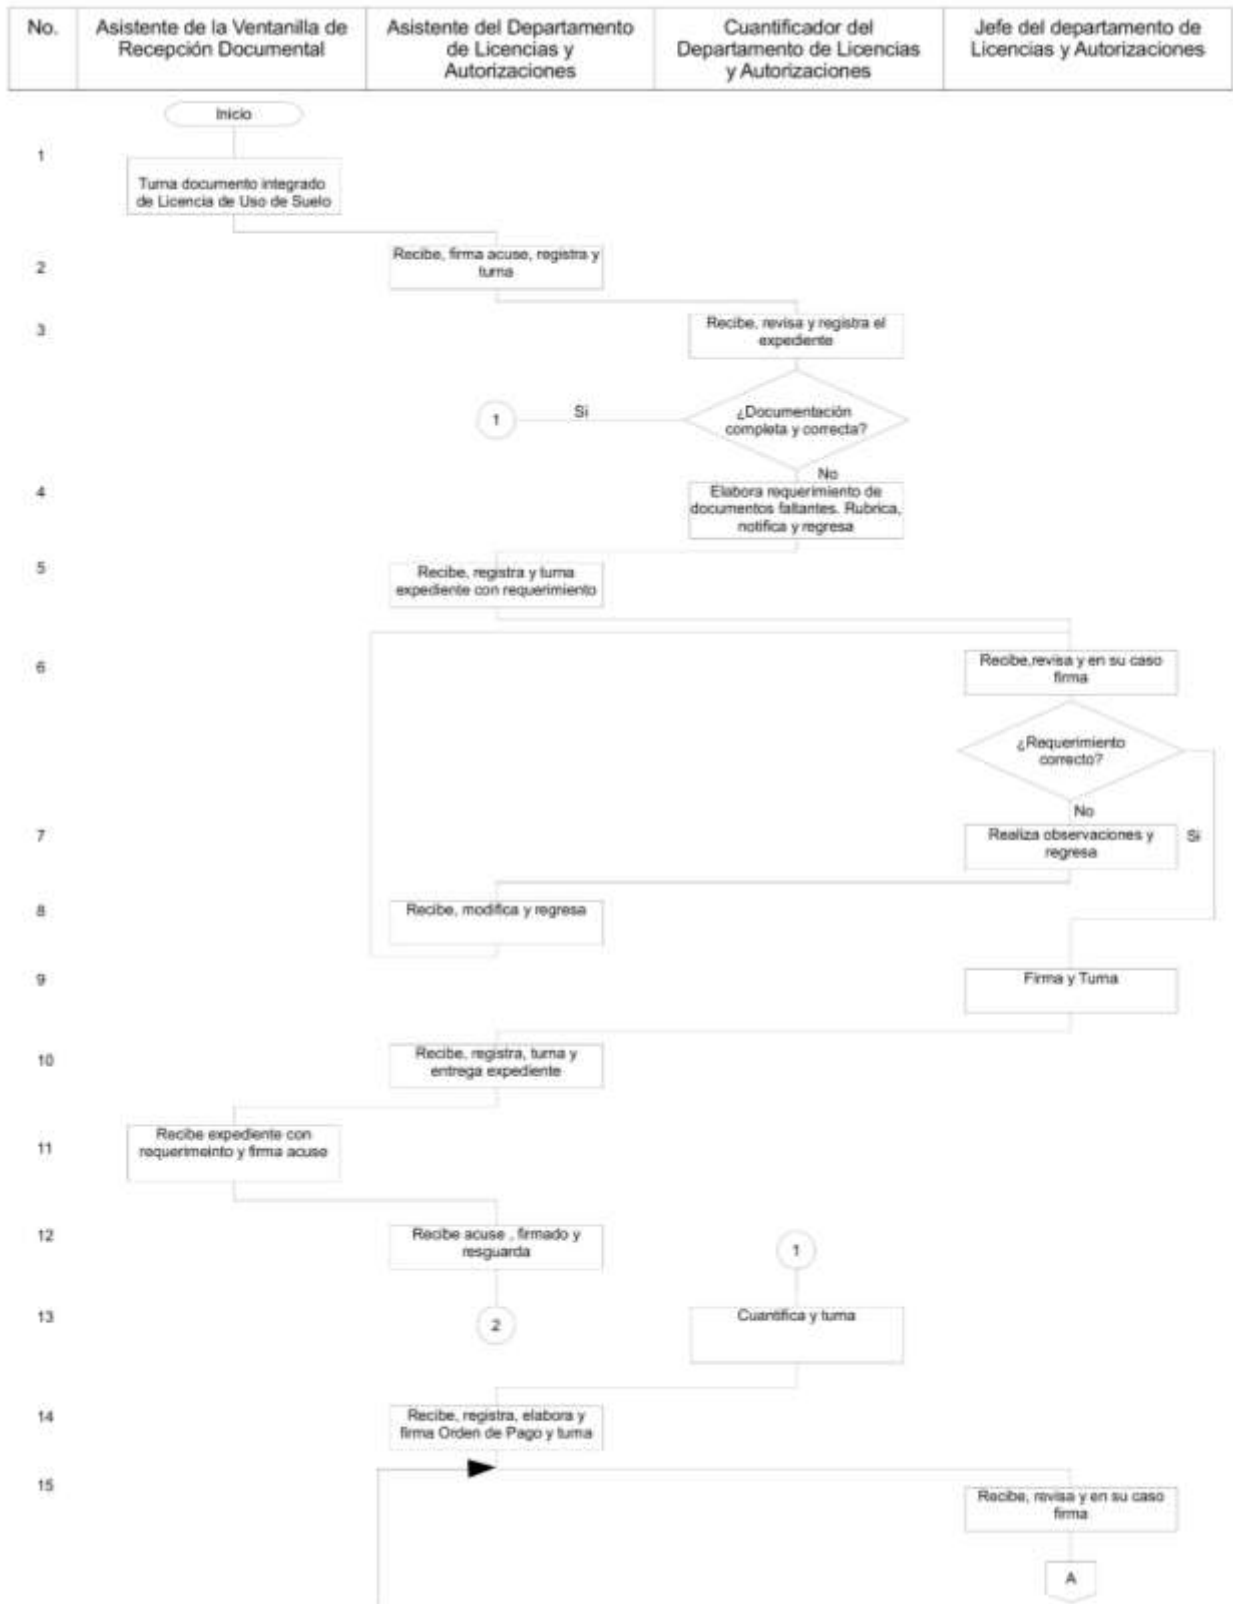 No.
Asistente de la Ventanilla de
Recepción Documental
Asistente del Departamento
de Licencias y
Autorizaciones
Cuantificador del
Departamento de Licencias
y Autorizaciones
Jefe del departamento de
Licencias y Autorizaciones
Inicio
1
Turna documento integrado
de Licencia de Uso de Suelo
2
Recibe, firma acuse, registra y
turna
3
Recibe, revisa y registra el
expediente
1
Si
¿Documentación
completa y correcta?
No
4
Elabora requerimiento de
documentos faltantes. Rubrica,
notifica y regresa
5
Recibe, registra y turna
expediente con requerimiento
6
Recibe,revisa y en su caso
firma
¿Requerimiento
correcto?
No
7
Realiza observaciones y
regresa
Si
8
Recibe, modifica y regresa
9
Firma y Turna
10
Recibe, registra, turna y
entrega expediente
11
Recibe expediente con
requerimeinto y firma acuse
12
Recibe acuse , firmado y
resguarda
1
13
2
Cuantifica y turna
14
Recibe, registra, elabora y
firma Orden de Pago y turna
15
Recibe, revisa y en su caso
firma
A